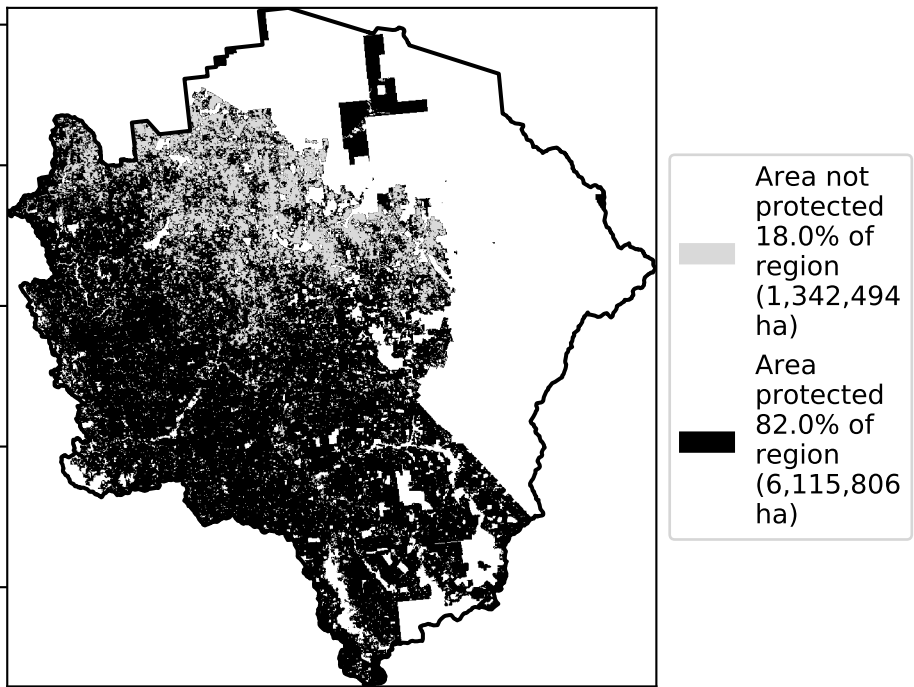 Area not
protected
18.0% of
region
(1,342,494
ha)
Area
protected
82.0% of
region
(6,115,806
ha)